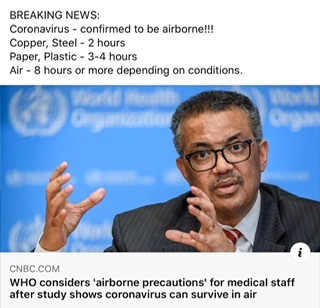 BREAKING NEWS:
Coronavirus - confirmed to be airborne!!!
Copper, Steel - 2 hours
Paper, Plastic - 3-4 hours
Air - 8 hours or more depending on conditions.
World Health
Organization
World
Organ
i
CNBC.COM
WHO considers 'airborne precautions' for medical staff
after study shows coronavirus can survive in air